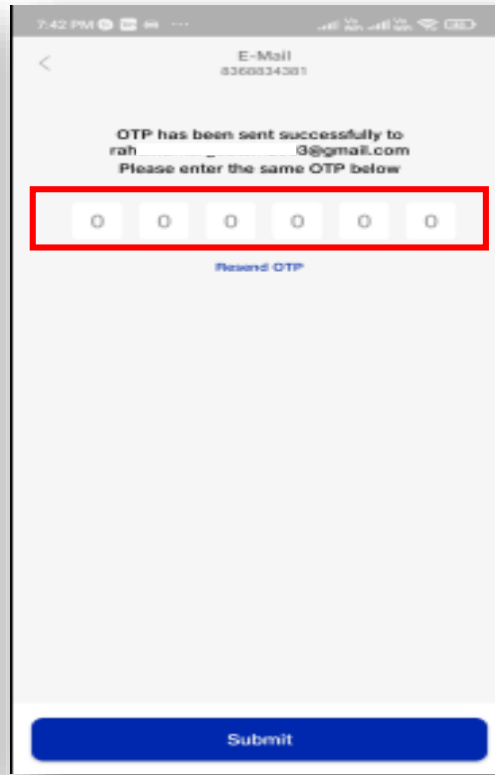 7:42 PM
E-Mail
8368834381
OTP has been sent successfully to
rah 3@gmail.com
Please enter the same OTP below
0 0 0 0 0 0
Resend OTP
Submit